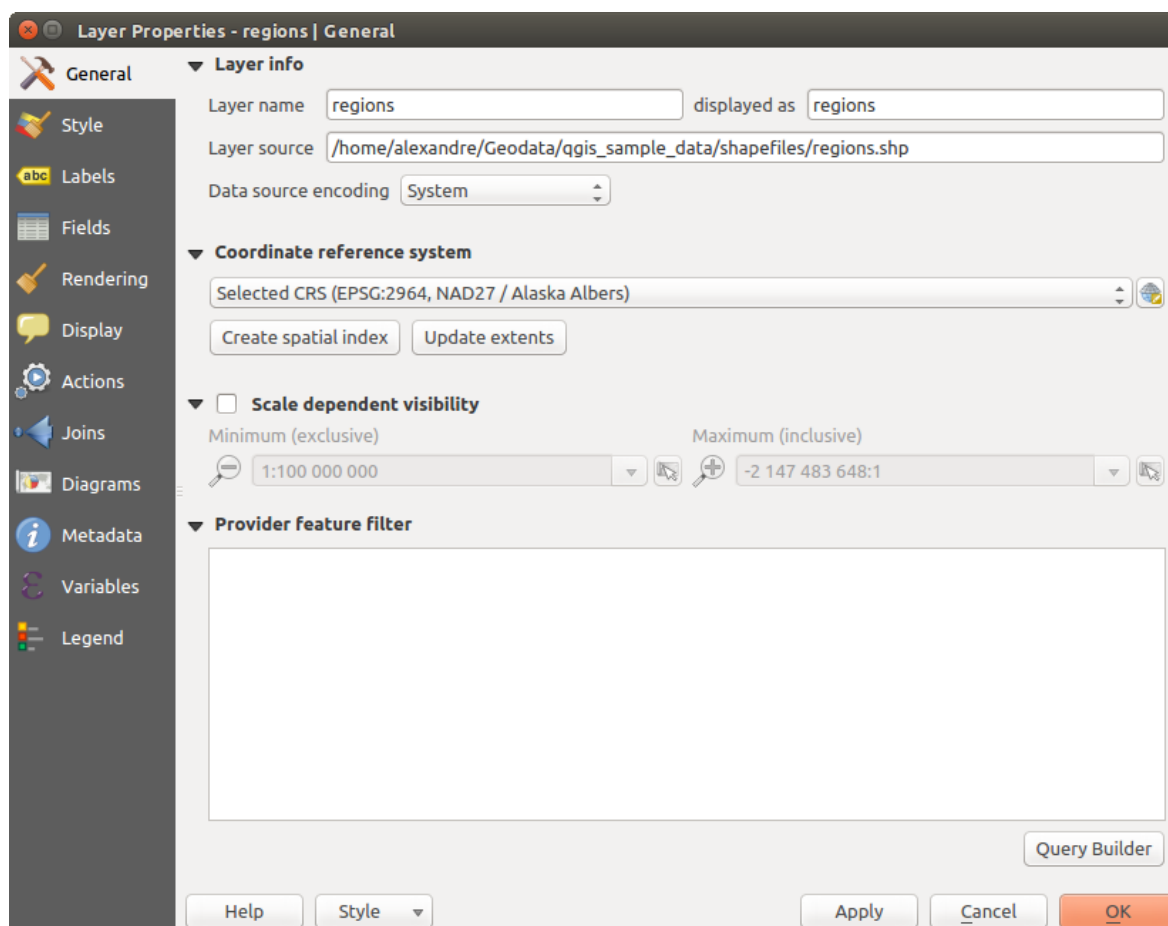 Layer Properties - regions | General
General
Style
Labels
Fields
Rendering
Display
Actions
Joins
Diagrams
Metadata
Variables
Legend
abc
Layer info
Layer name regions displayed as regions
Layer source /home/alexandre/Geodata/qgis_sample_data/shapefiles/regions.shp
Data source encoding System
Coordinate reference system
Selected CRS (EPSG:2964, NAD27 / Alaska Albers)
Create spatial index Update extents
Scale dependent visibility
Minimum (exclusive) Maximum (inclusive)
1:100 000 000 -2 147 483 648:1
Provider feature filter
Query Builder
Help Style Apply Cancel OK